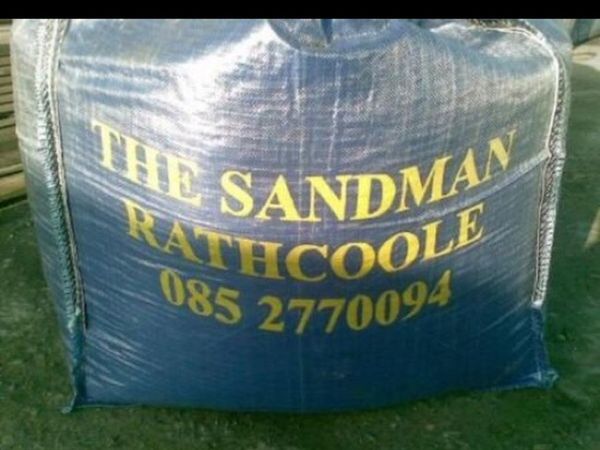 THE SANDMAN
RATHCOOLE
085 2770094